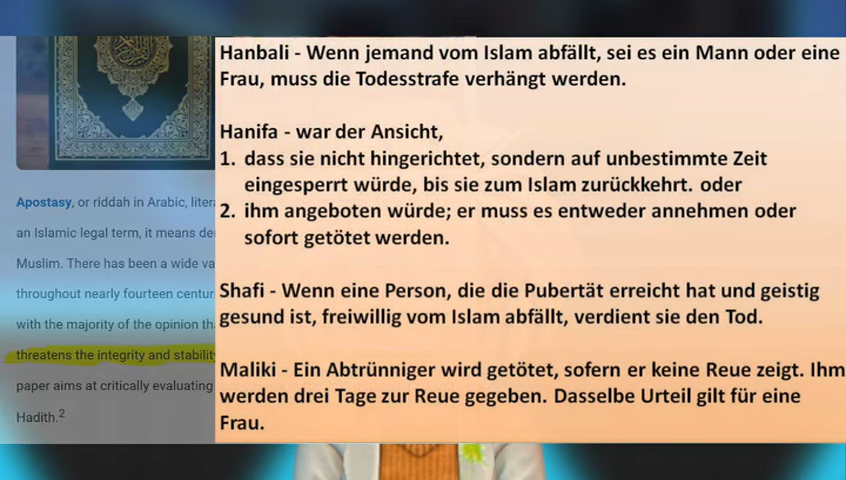 Hanbali - Wenn jemand vom Islam abfällt, sei es ein Mann oder eine
Frau, muss die Todesstrafe verhängt werden.
Hanifa - war der Ansicht,
1. dass sie nicht hingerichtet, sondern auf unbestimmte Zeit
eingesperrt würde, bis sie zum Islam zurückkehrt. oder
2. ihm angeboten würde; er muss es entweder annehmen oder
sofort getötet werden.
Shafi - Wenn eine Person, die die Pubertät erreicht hat und geistig
gesund ist, freiwillig vom Islam abfällt, verdient sie den Tod.
Maliki - Ein Abtrünniger wird getötet, sofern er keine Reue zeigt. Ihm
werden drei Tage zur Reue gegeben. Dasselbe Urteil gilt für eine
Frau.
Apostasy, or riddah in Arabic,
an Islamic legal term, it means
Muslim. There has been a wide
throughout nearly fourteen
with the majority of the opinion
threatens the integrity and
paper aims at critically evaluating
Hadith.2